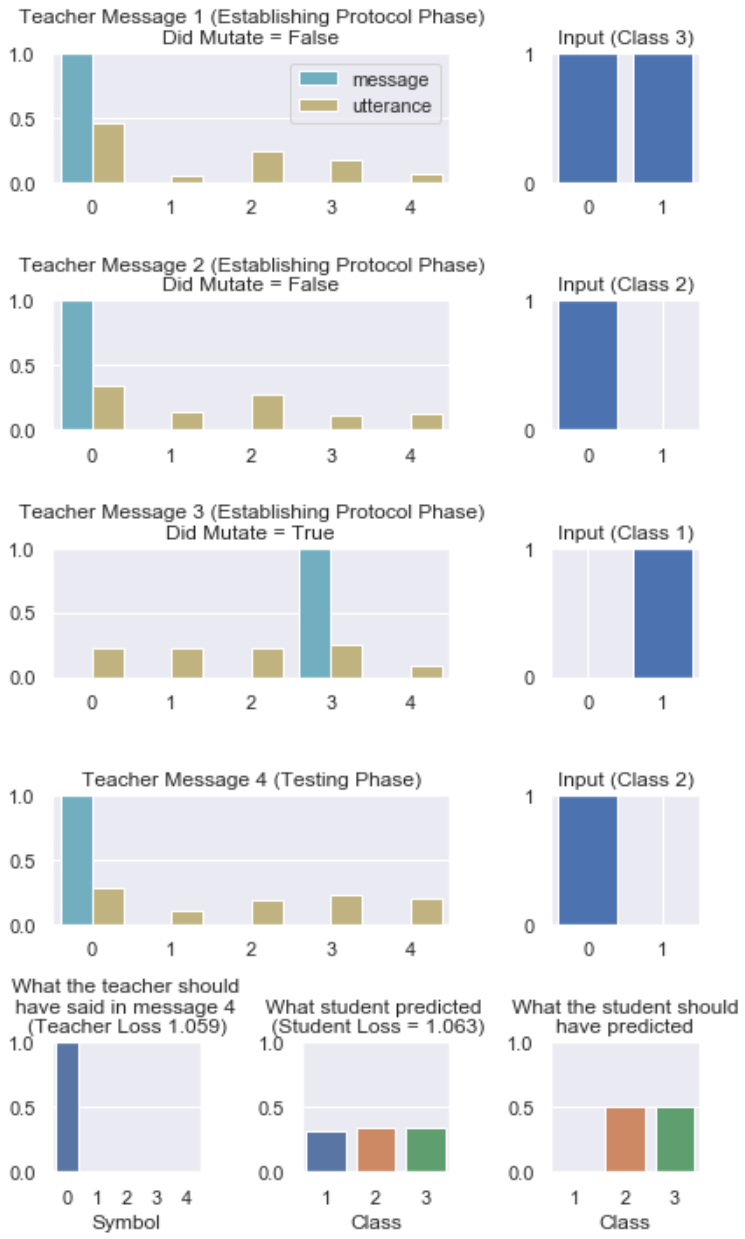 Teacher Message 1 (Establishing Protocol Phase)
Did Mutate = False
Input (Class 3)
1.0
0.5
0.0
message
utterance
0 1 2 3 4
1
0
0 1
Teacher Message 2 (Establishing Protocol Phase)
Did Mutate = False
Input (Class 2)
1.0
0.5
0.0
0 1 2 3 4
1
0
0 1
Teacher Message 3 (Establishing Protocol Phase)
Did Mutate = True
Input (Class 1)
1.0
0.5
0.0
0 1 2 3 4
1
0
0 1
Teacher Message 4 (Testing Phase)
Input (Class 2)
1.0
0.5
0.0
0 1 2 3 4
1
0
0 1
What the teacher should
have said in message 4
(Teacher Loss 1.059)
1.0
0.5
0.0
0 1 2 3 4
Symbol
What student predicted
(Student Loss = 1.063)
1.0
0.5
0.0
1 2 3
Class
What the student should
have predicted
1.0
0.5
0.0
1 2 3
Class